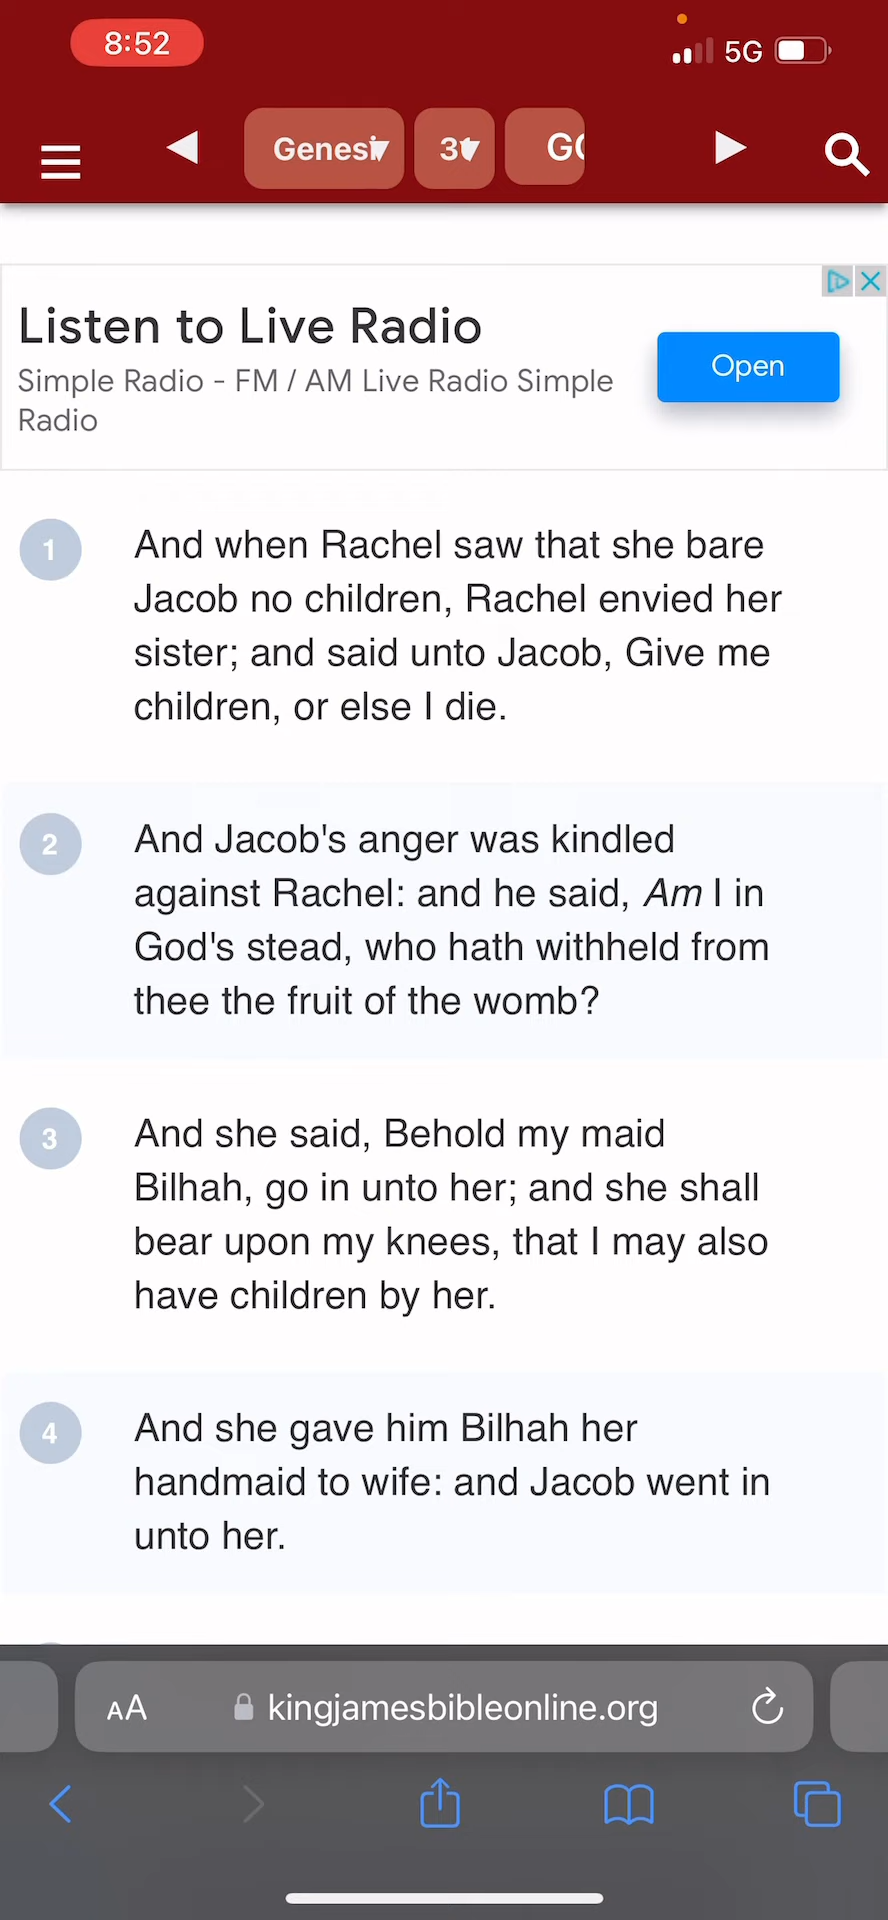 8:52
5G
Genesi
3
GO
Listen to Live Radio
Simple Radio - FM / AM Live Radio Simple
Radio
Open
1
And when Rachel saw that she bare
Jacob no children, Rachel envied her
sister; and said unto Jacob, Give me
children, or else I die.
2
And Jacob's anger was kindled
against Rachel: and he said, Am I in
God's stead, who hath withheld from
thee the fruit of the womb?
3
And she said, Behold my maid
Bilhah, go in unto her; and she shall
bear upon my knees, that I may also
have children by her.
4
And she gave him Bilhah her
handmaid to wife: and Jacob went in
unto her.
AA
kingjamesbibleonline.org